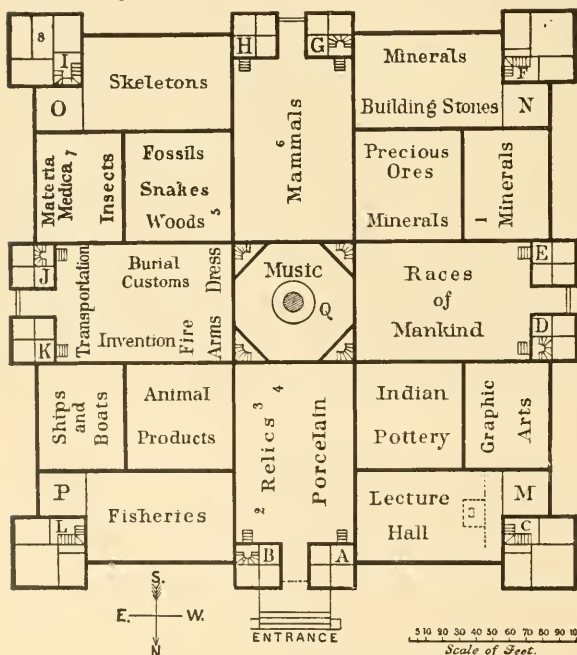 8
I
H
G
F
Skeletons
Minerals
Building Stones
O
N
Mammals
6
Materia
Medica 7
Insects
Fossils
Snakes
Woods 5
Precious
Ores
Minerals
1
Minerals
J
Transportation
Burial
Customs
Dress
Invention
Fire
Arms
K
Music
Q
Races
of
Mankind
E
D
Ships
and
Boats
Animal
Products
2 Relics 3 4
Porcelain
Indian
Pottery
Graphic
Arts
P
Fisheries
Lecture
Hall
M
L
B
A
C
S.
E. W.
N
ENTRANCE
5 10 20 30 40 50 60 70 80 90
Scale of Feet.